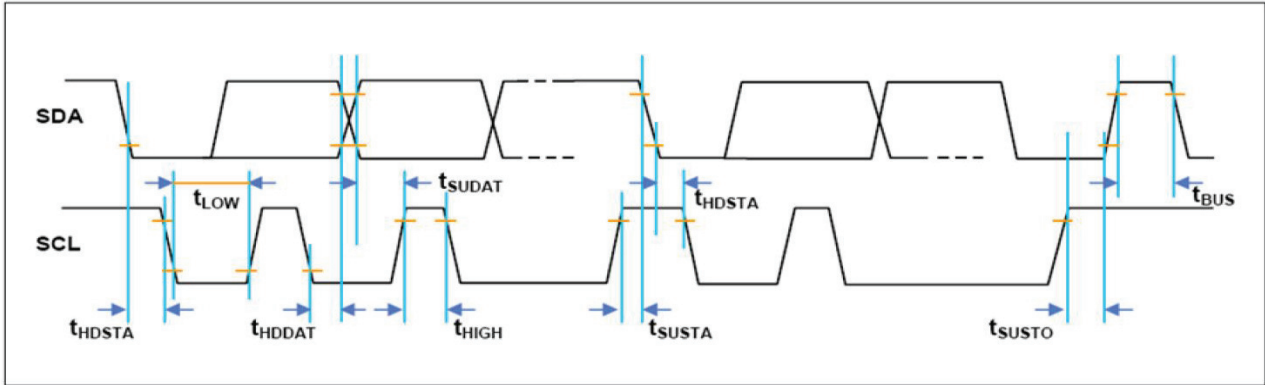 SDA
tSUDAT
tLOW
tHDSTA
tBUS
SCL
tHDSTA
tHDDAT
tHIGH
tSUSTA
tSUSTO